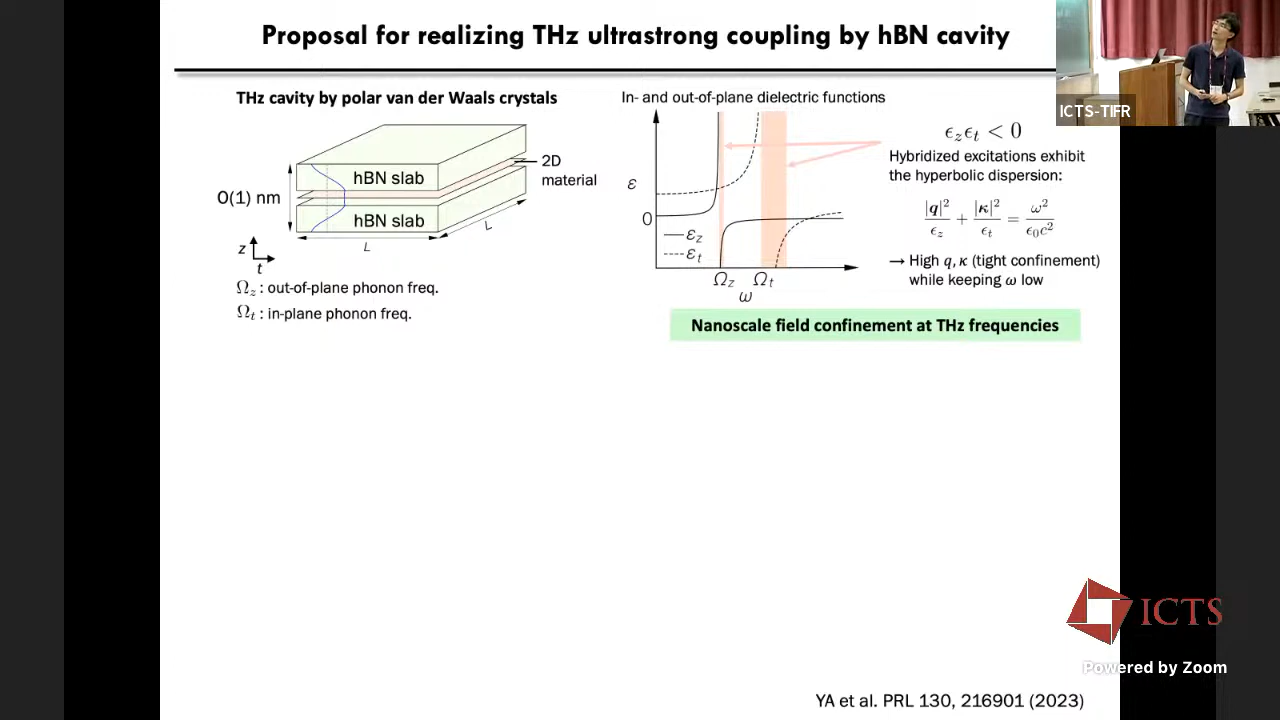 Proposal for realizing THz ultrastrong coupling by hBN cavity
ICTS-TIFR
THz cavity by polar van der Waals crystals
hBN slab
hBN slab
2D
material
O(1) nm
L
L
z
t
Ω_z : out-of-plane phonon freq.
Ω_t : in-plane phonon freq.
In- and out-of-plane dielectric functions
ε
0
ε_z
ε_t
Ω_z Ω_t
ω
ϵ_z ϵ_t < 0
Hybridized excitations exhibit
the hyperbolic dispersion:
|q|²/ϵ_z + |κ|²/ϵ_t = ω²/ϵ₀c²
→ High q, κ (tight confinement)
while keeping ω low
Nanoscale field confinement at THz frequencies
ICTS
Powered by Zoom
YA et al. PRL 130, 216901 (2023)